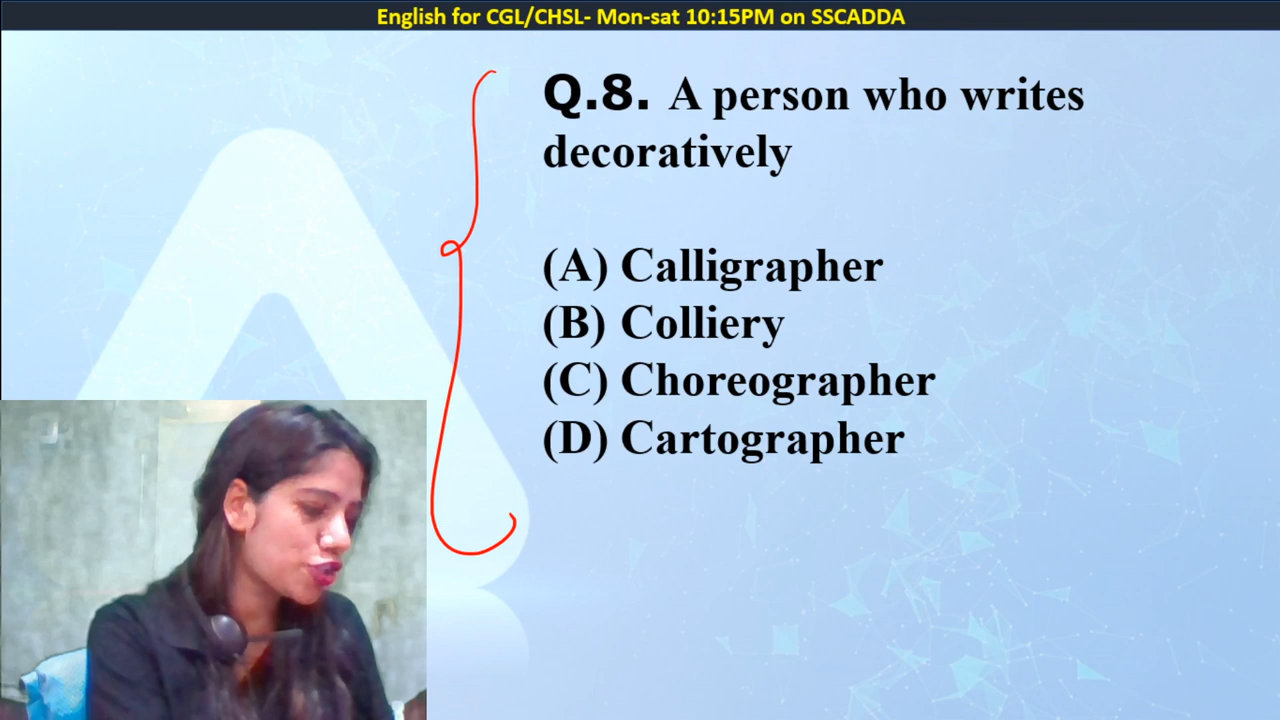 English for CGL/CHSL- Mon-sat 10:15PM on SSCADDA
Q.8. A person who writes
decoratively
(A) Calligrapher
(B) Colliery
(C) Choreographer
(D) Cartographer